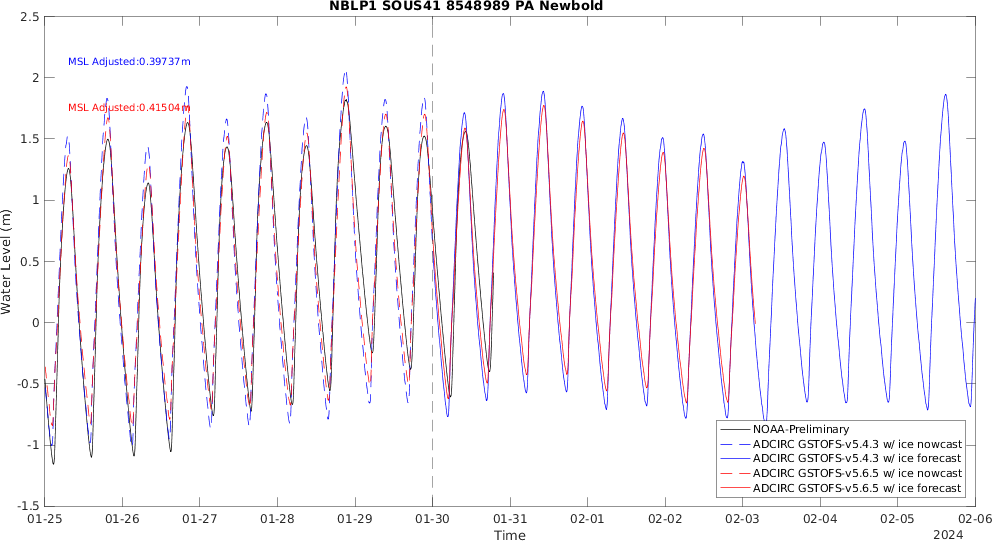 NBLP1 SOUS41 8548989 PA Newbold
2.5
MSL Adjusted:0.39737m
2
MSL Adjusted:0.41504m
1.5
1
0.5
0
-0.5
-1
-1.5
Water Level (m)
NOAA-Preliminary
ADCIRC GSTOFS-v5.4.3 w/ ice nowcast
ADCIRC GSTOFS-v5.4.3 w/ ice forecast
ADCIRC GSTOFS-v5.6.5 w/ ice nowcast
ADCIRC GSTOFS-v5.6.5 w/ ice forecast
01-25 01-26 01-27 01-28 01-29 01-30 01-31 02-01 02-02 02-03 02-04 02-05 02-06
Time
2024